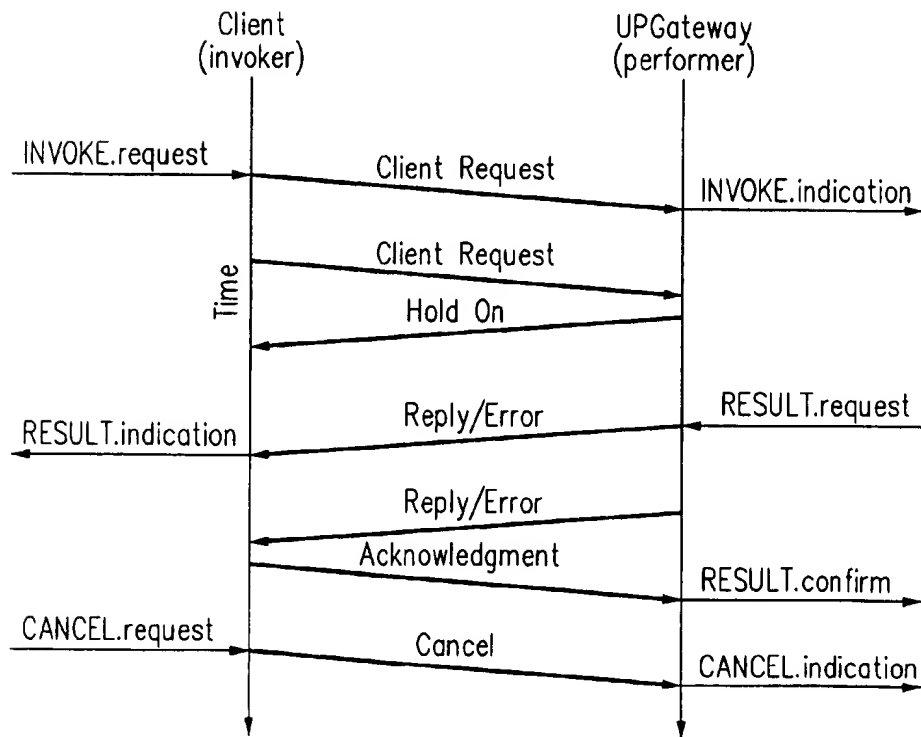 Client
(invoker)
UPGateway
(performer)
INVOKE.request
Client Request
INVOKE.indication
Client Request
Time
Hold On
Reply/Error
RESULT.request
RESULT.indication
Reply/Error
Acknowledgment
RESULT.confirm
CANCEL.request
Cancel
CANCEL.indication